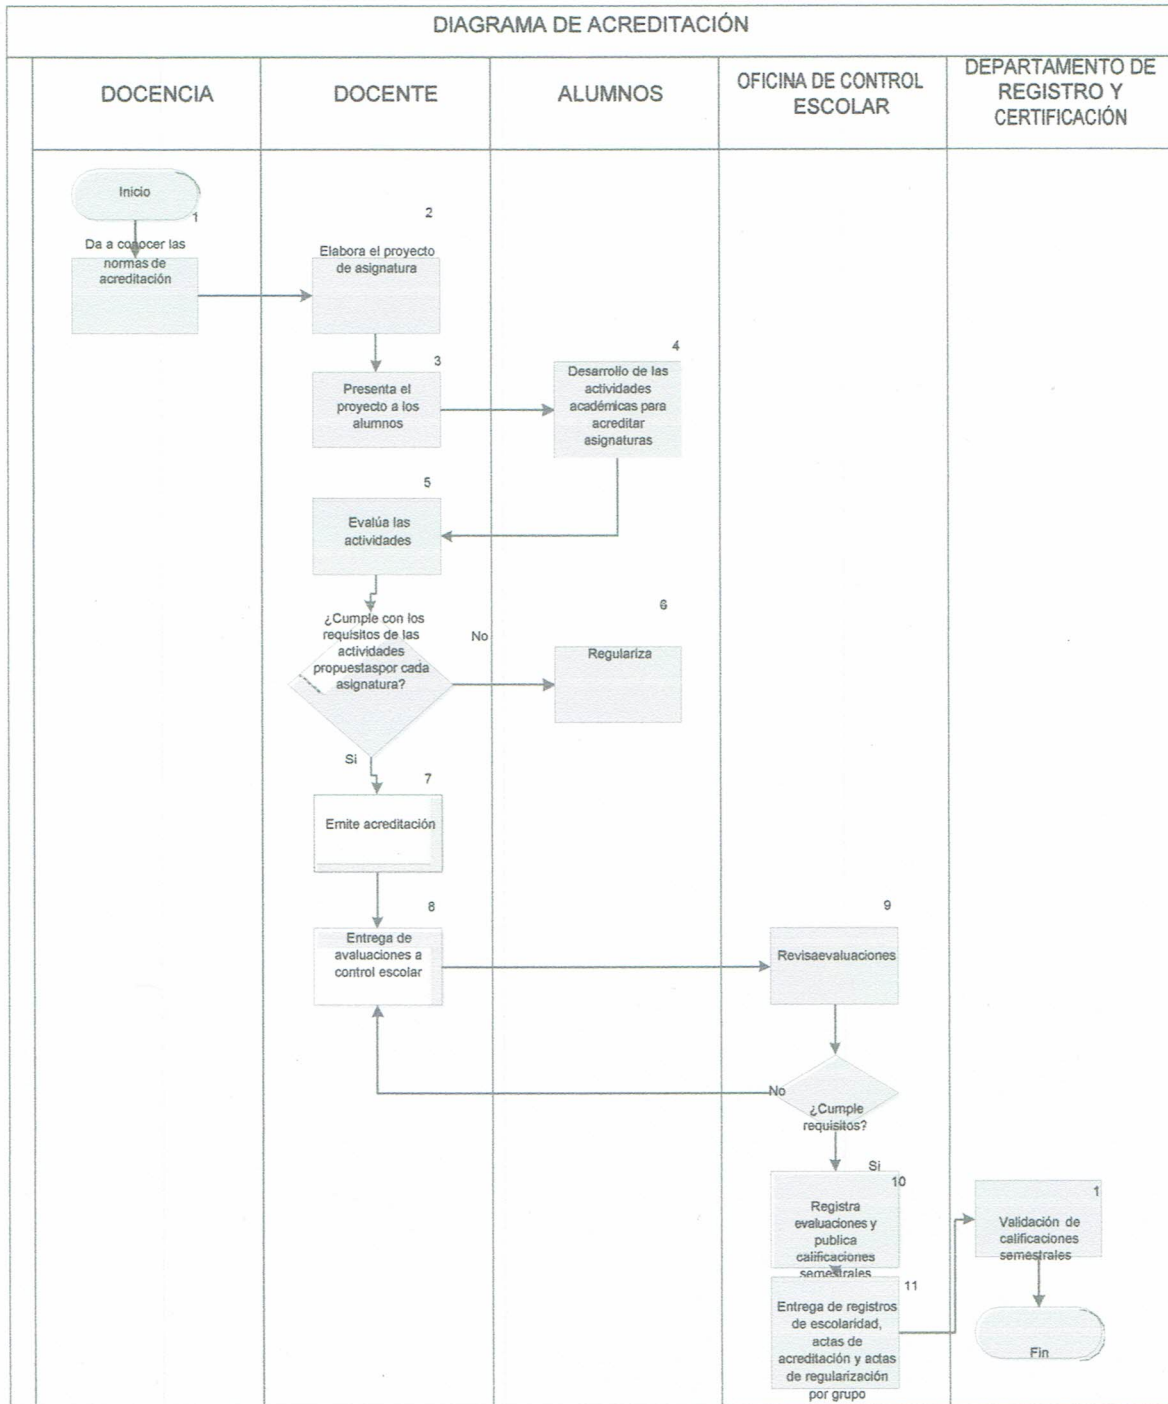 DIAGRAMA DE ACREDITACIÓN
DOCENCIA
DOCENTE
ALUMNOS
OFICINA DE CONTROL
ESCOLAR
DEPARTAMENTO DE
REGISTRO Y
CERTIFICACIÓN
Inicio
1
Da a conocer las
normas de
acreditación
2
Elabora el proyecto
de asignatura
3
Presenta el
proyecto a los
alumnos
4
Desarrollo de las
actividades
académicas para
acreditar
asignaturas
5
Evalúa las
actividades
¿Cumple con los
requisitos de las
actividades
propuestaspor cada
asignatura?
No
6
Regulariza
Si
7
Emite acreditación
8
Entrega de
avaluaciones a
control escolar
9
Revisaevaluaciones
No
¿Cumple
requisitos?
Si
10
Registra
evaluaciones y
publica
calificaciones
semestrales
11
Entrega de registros
de escolaridad,
actas de
acreditación y actas
de regularización
por grupo
1
Validación de
calificaciones
semestrales
Fin